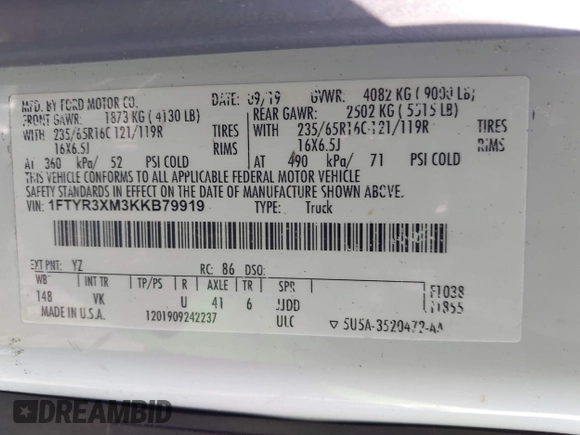 MFD. BY FORD MOTOR CO. DATE: 09/19 GVWR: 4082 KG ( 9000 LB)
FRONT GAWR: 1873 KG ( 4130 LB) REAR GAWR: 2502 KG ( 5515 LB)
WITH 235/65R16C 121/119R TIRES WITH 235/65R16C 121/119R TIRES
16X6.5J RIMS 16X6.5J RIMS
AT 360 kPa/ 52 PSI COLD AT 490 kPa/ 71 PSI COLD
THIS VEHICLE CONFORMS TO ALL APPLICABLE FEDERAL MOTOR VEHICLE
SAFETY STANDARDS IN EFFECT ON THE DATE OF MANUFACTURE SHOWN ABOVE.
VIN: 1FTYR3XM3KKB79919 TYPE: Truck
EXT PNT: YZ RC: 86 DSO:
WB INT TR TP/PS R AXLE TR SPR F1038
148 VK U 41 6 JJDD
MADE IN U.S.A. 1201909242237 ULC ▽ 5U5A-3520472-AA
DREAMBID